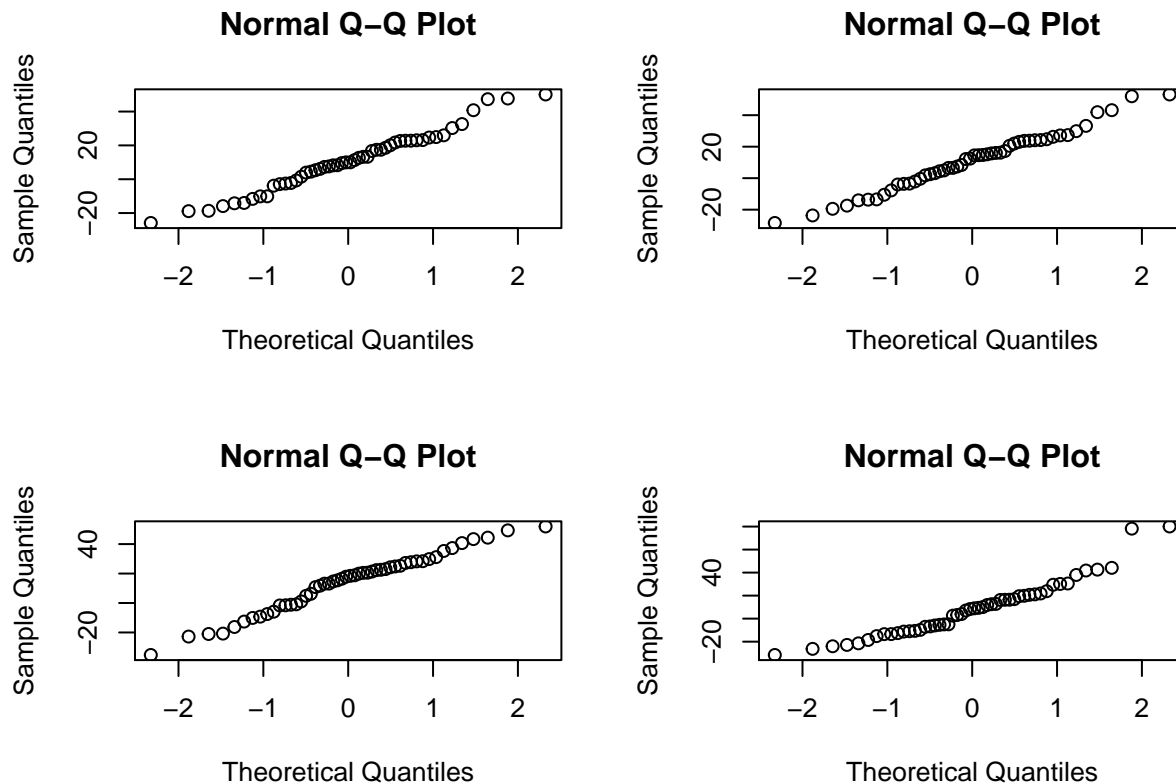 Normal Q−Q Plot
Sample Quantiles
20
−20
−2 −1 0 1 2
Theoretical Quantiles
Normal Q−Q Plot
Sample Quantiles
20
−20
−2 −1 0 1 2
Theoretical Quantiles
Normal Q−Q Plot
Sample Quantiles
40
−20
−2 −1 0 1 2
Theoretical Quantiles
Normal Q−Q Plot
Sample Quantiles
40
−20
−2 −1 0 1 2
Theoretical Quantiles